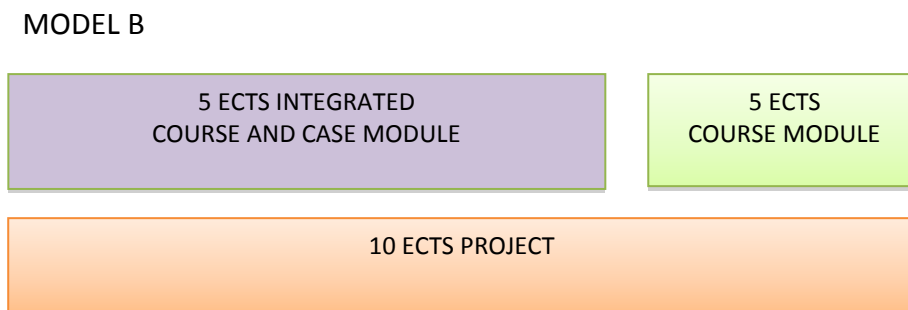 MODEL B
5 ECTS INTEGRATED
COURSE AND CASE MODULE
5 ECTS
COURSE MODULE
10 ECTS PROJECT